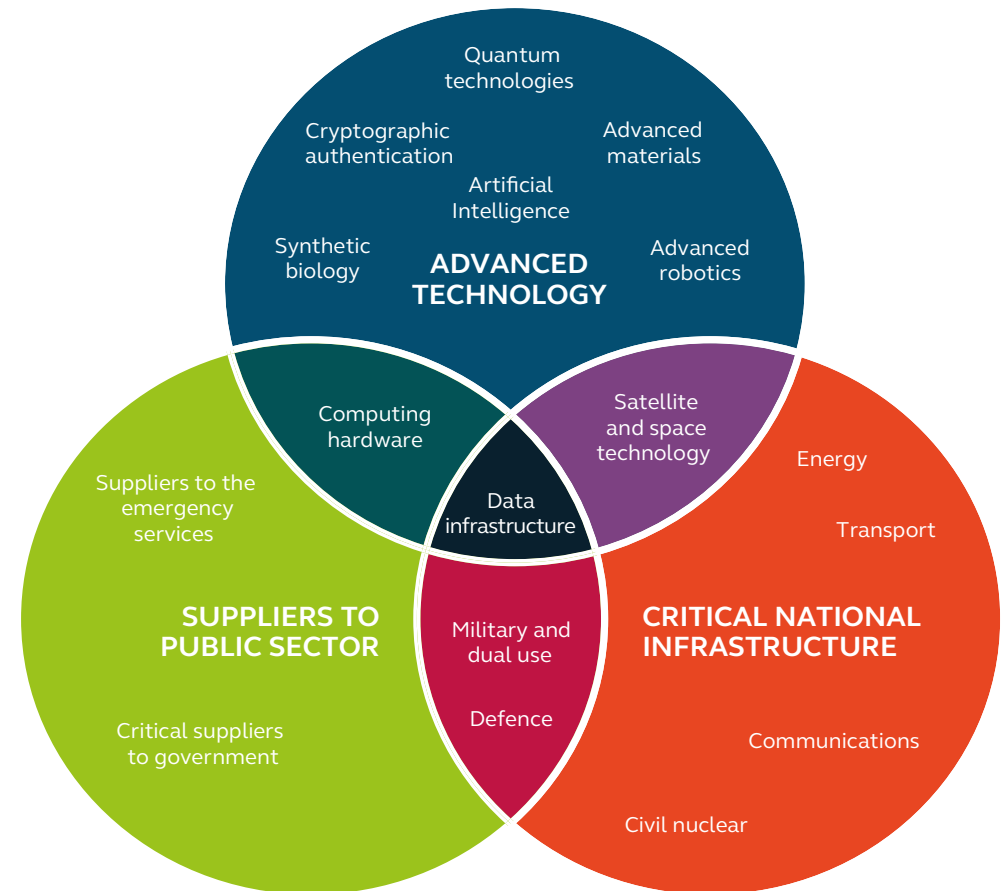 Quantum
technologies
Cryptographic
authentication
Advanced
materials
Artificial
Intelligence
Synthetic
biology
Advanced
robotics
ADVANCED
TECHNOLOGY
Computing
hardware
Satellite
and space
technology
Data
infrastructure
Suppliers to the
emergency
services
SUPPLIERS TO
PUBLIC SECTOR
Critical suppliers
to government
Military and
dual use
Defence
Energy
Transport
CRITICAL NATIONAL
INFRASTRUCTURE
Communications
Civil nuclear